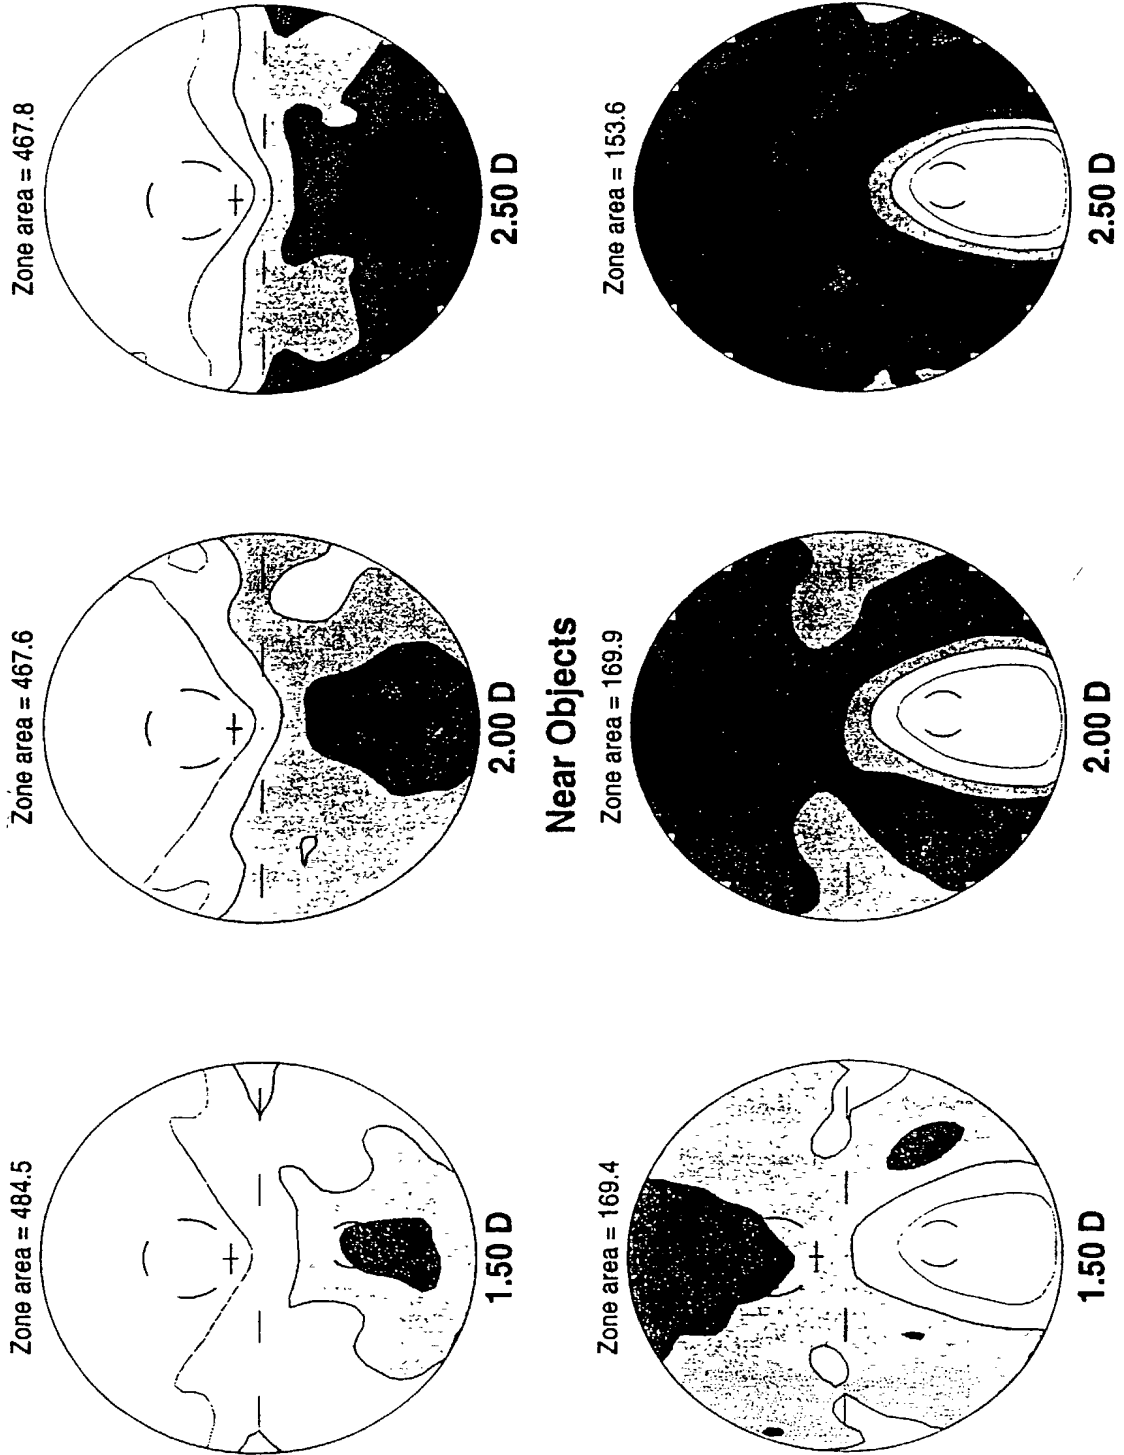 Zone area = 484.5
Zone area = 467.6
Zone area = 467.8
1.50 D
2.00 D
2.50 D
Near Objects
Zone area = 169.4
Zone area = 169.9
Zone area = 153.6
1.50 D
2.00 D
2.50 D